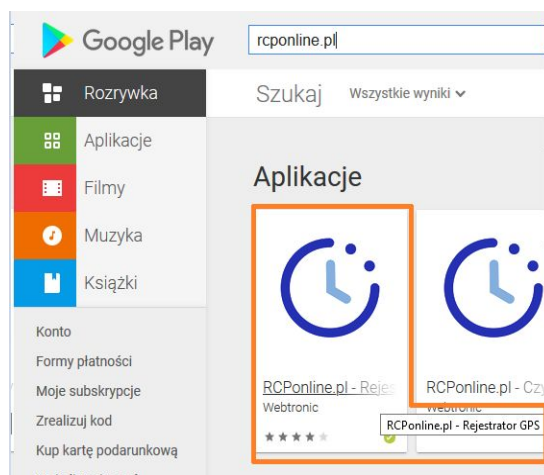 Google Play
rcponline.pl
Rozrywka
Szukaj
Wszystkie wyniki
Aplikacje
Filmy
Muzyka
Książki
Aplikacje
RCPonline.pl - Rejes
Webtronic
RCPonline.pl - Czy
Webtronic
RCPonline.pl - Rejestrator GPS
Konto
Formy płatności
Moje subskrypcje
Zrealizuj kod
Kup kartę podarunkową